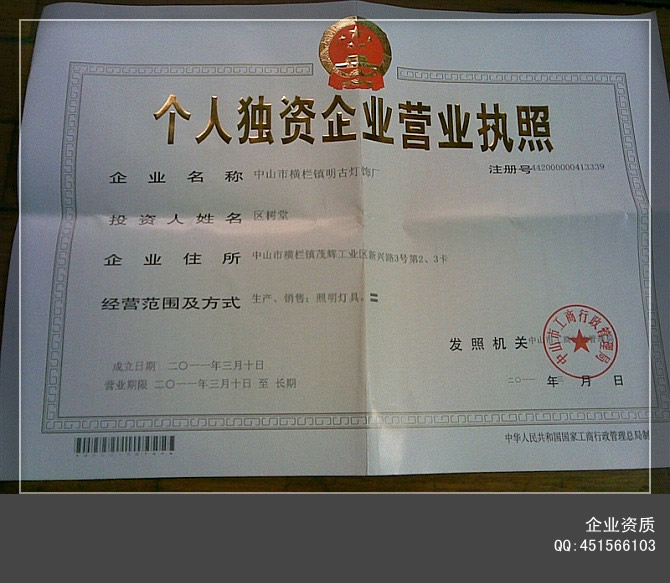 个人独资企业营业执照
注册号442000000413339
企业名称 中山市横栏镇明古灯饰厂
投资人姓名 区树堂
企业住所 中山市横栏镇茂辉工业区新兴路3号第2、3卡
经营范围及方式 生产、销售：照明灯具。
发照机关
中山市工商行政管理局
成立日期 二〇一一年三月十日
营业期限 二〇一一年三月十日 至 长期
二〇一一 年 月 日
中华人民共和国国家工商行政管理总局制
企业资质
QQ:451566103